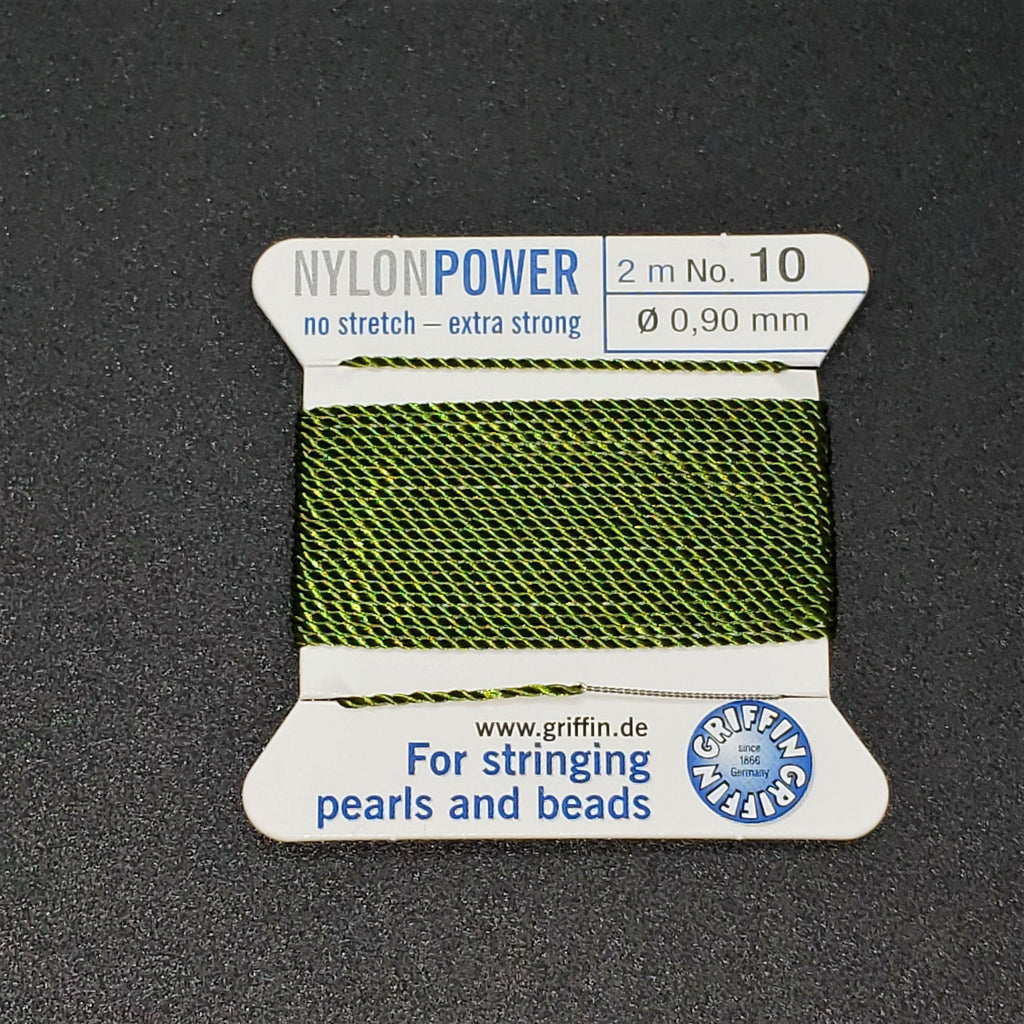 NYLONPOWER
no stretch – extra strong
2 m No. 10
Ø 0,90 mm
www.griffin.de
For stringing
pearls and beads
GRIFFIN GRIFFIN
since
1866
Germany